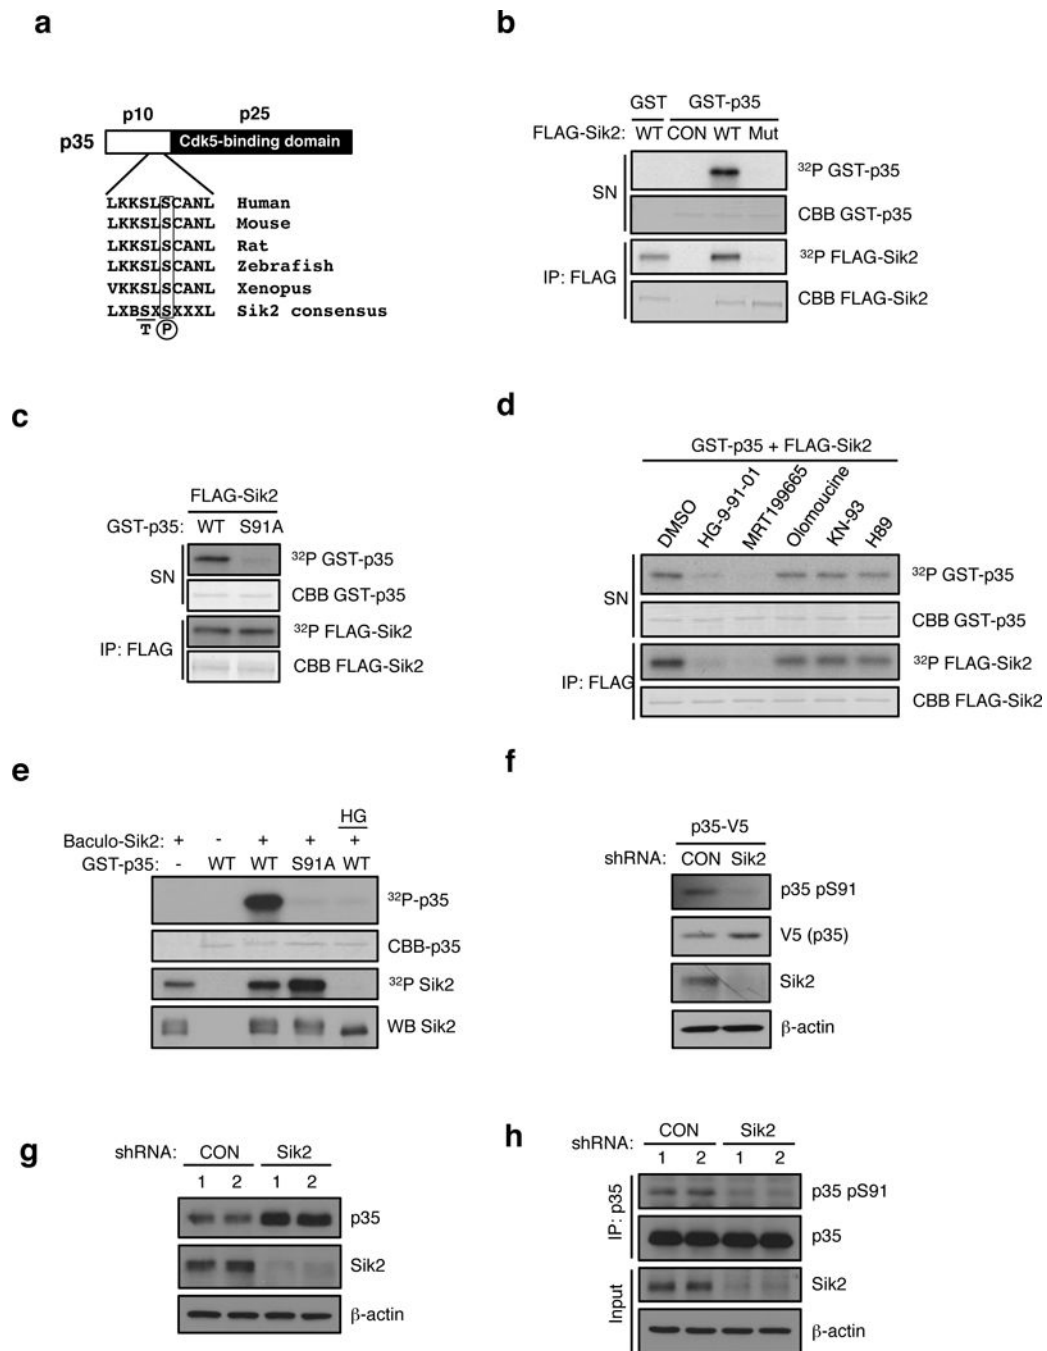 a
p10 p25
p35 Cdk5-binding domain
LKKSLSCANL Human
LKKSLSCANL Mouse
LKKSLSCANL Rat
LKKSLSCANL Zebrafish
VKKSLSCANL Xenopus
LXBSXSXXXL Sik2 consensus
T P
b
GST GST-p35
FLAG-Sik2: WT CON WT Mut
SN
32P GST-p35
CBB GST-p35
IP: FLAG
32P FLAG-Sik2
CBB FLAG-Sik2
c
FLAG-Sik2
GST-p35: WT S91A
SN
32P GST-p35
CBB GST-p35
IP: FLAG
32P FLAG-Sik2
CBB FLAG-Sik2
d
GST-p35 + FLAG-Sik2
DMSO HG-9-91-01 MRT199665 Olomoucine KN-93 H89
SN
32P GST-p35
CBB GST-p35
IP: FLAG
32P FLAG-Sik2
CBB FLAG-Sik2
e
HG
Baculo-Sik2: + - + + +
GST-p35: - WT WT S91A WT
32P-p35
CBB-p35
32P Sik2
WB Sik2
f
p35-V5
shRNA: CON Sik2
p35 pS91
V5 (p35)
Sik2
β-actin
g
shRNA: CON Sik2
1 2 1 2
p35
Sik2
β-actin
h
shRNA: CON Sik2
1 2 1 2
IP: p35
p35 pS91
p35
Input
Sik2
β-actin